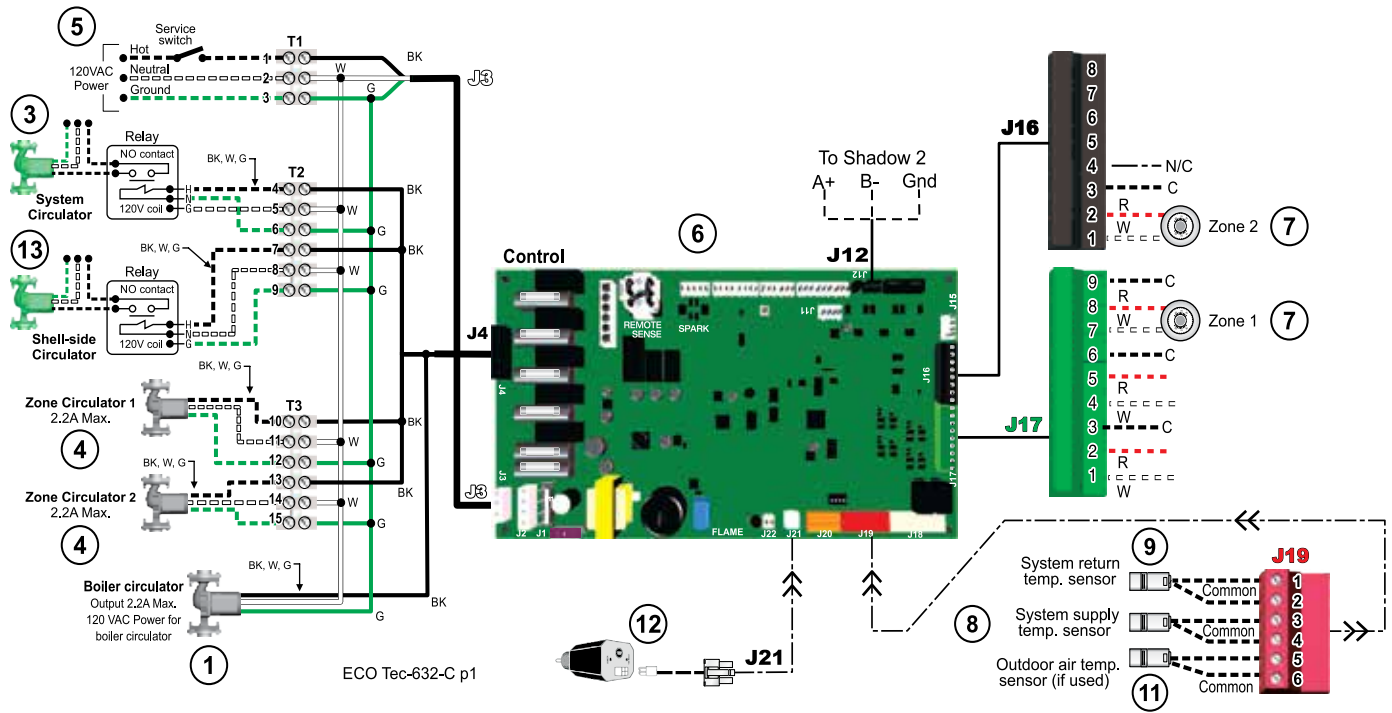 5
Service
switch
Hot
T1
1
BK
120VAC
Power
Neutral
2
W
J3
Ground
3
G
3
Relay
NO contact
BK, W, G
T2
H
4
BK
System
Circulator
N
5
W
120V coil
G
6
G
13
BK, W, G
7
BK
Relay
8
W
NO contact
9
G
Shell-side
Circulator
H
N
120V coil
G
BK, W, G
Zone Circulator 1
2.2A Max.
4
T3
10
BK
11
W
12
G
BK, W, G
13
BK
Zone Circulator 2
2.2A Max.
4
14
W
15
G
Boiler circulator
Output 2.2A Max.
120 VAC Power for
boiler circulator
BK, W, G
BK
G
1
ECO Tec-632-C p1
To Shadow 2
A+ B- Gnd
6
J12
Control
J4
J3
REMOTE
SENSE
SPARK
J12
J11
J15
J16
J17
J4
J3
J2
J1
FLAME
J22
J21
J20
J19
J18
12
J21
J16
8
7
6
5
4
N/C
3
C
2
R
W
1
Zone 2
7
J17
9
C
8
R
W
7
Zone 1
7
6
C
5
R
4
W
3
C
2
R
1
W
8
9
System return
temp. sensor
Common
J19
1
2
System supply
temp. sensor
Common
3
4
Outdoor air temp.
sensor (if used)
Common
5
6
11